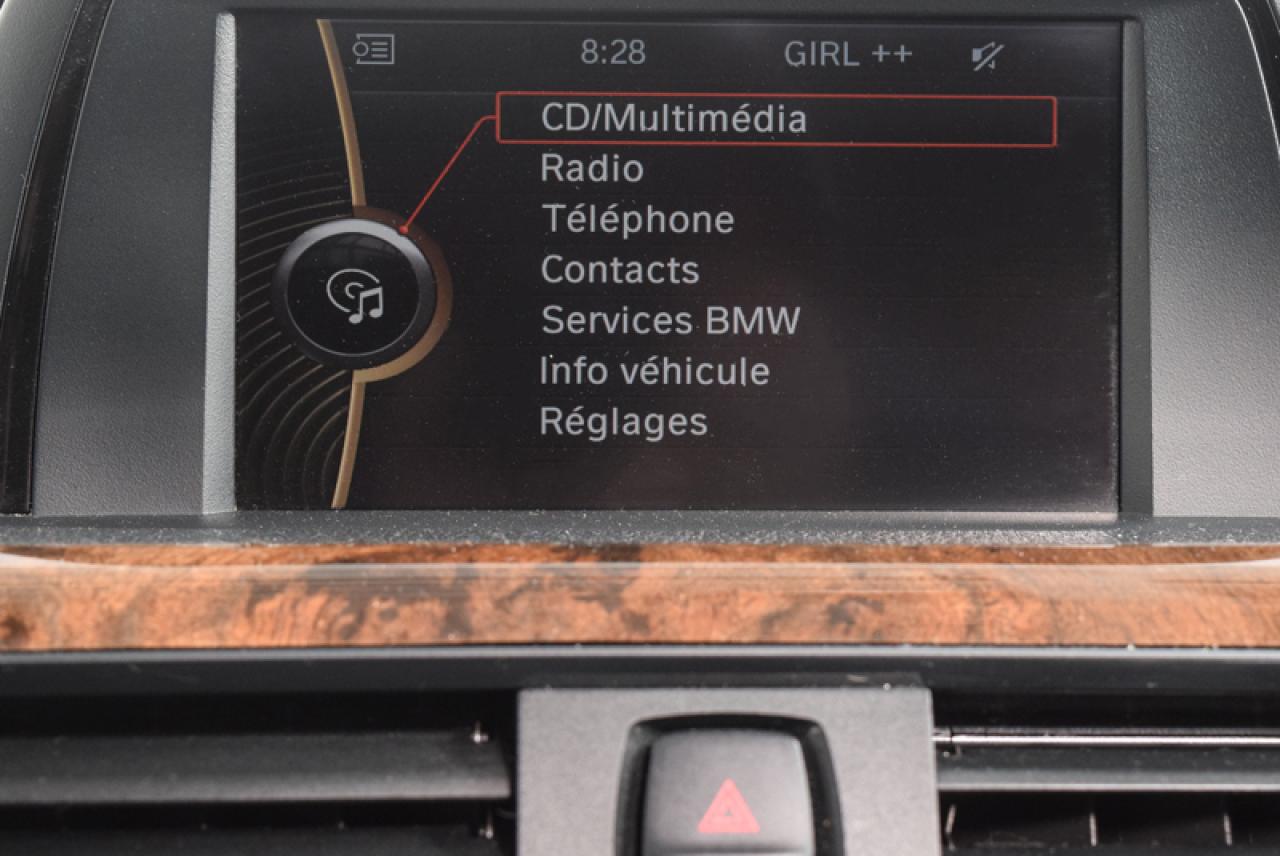 8:28 GIRL ++
CD/Multimédia
Radio
Téléphone
Contacts
Services BMW
Info véhicule
Réglages